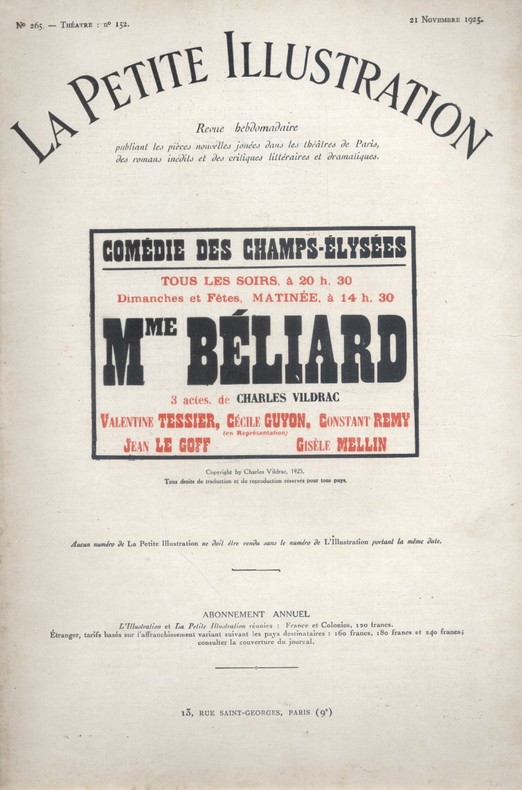 Nº 265. — Théatre : nº 152.
21 Novembre 1925.
La Petite Illustration
Revue hebdomadaire
publiant les pièces nouvelles jouées dans les théâtres de Paris,
des romans inédits et des critiques littéraires et dramatiques.
COMÉDIE DES CHAMPS-ÉLYSÉES
TOUS LES SOIRS, à 20 h. 30
Dimanches et Fêtes, MATINÉE, à 14 h. 30
MME BÉLIARD
3 actes, de CHARLES VILDRAC
Valentine TESSIER, Cécile GUYON, Constant REMY
(en Représentation)
Jean LE GOFF Gisèle MELLIN
Copyright by Charles Vildrac, 1925.
Tous droits de traduction et de reproduction réservés pour tous pays.
Aucun numéro de La Petite Illustration ne doit être vendu sans le numéro de L'Illustration portant la même date.
ABONNEMENT ANNUEL
L'Illustration et La Petite Illustration réunies : France et Colonies, 120 francs.
Étranger, tarifs basés sur l'affranchissement variant suivant les pays destinataires : 160 francs, 180 francs et 240 francs;
consulter la couverture du journal.
13, RUE SAINT-GEORGES, PARIS (9e)